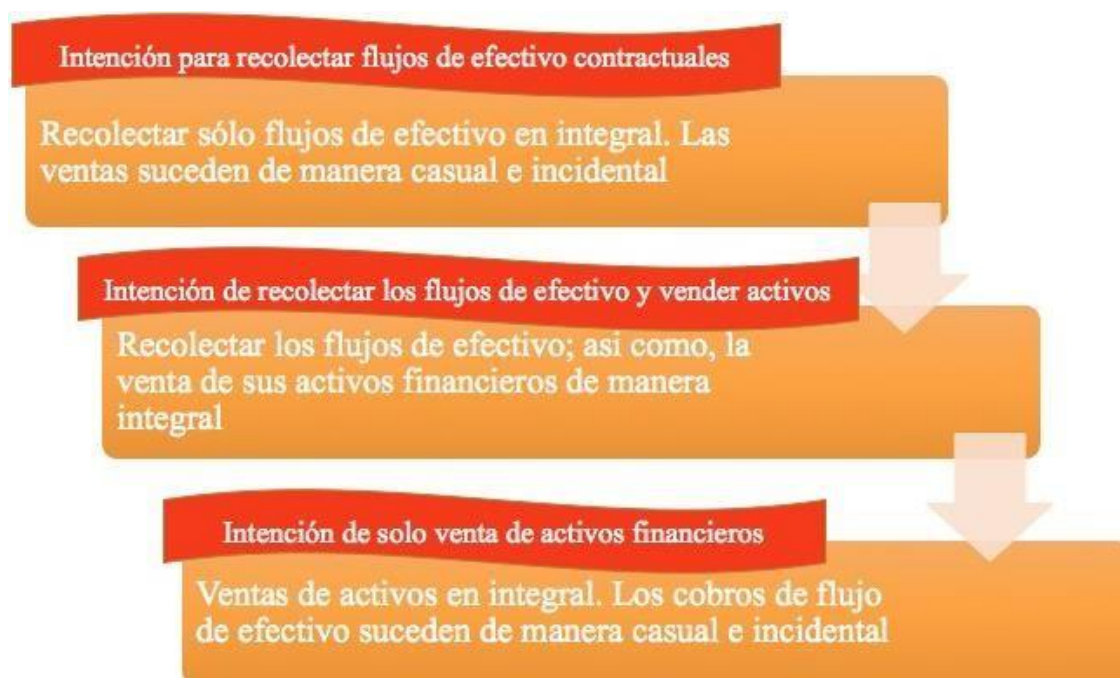 Intención para recolectar flujos de efectivo contractuales
Recolectar sólo flujos de efectivo en integral. Las
ventas suceden de manera casual e incidental
Intención de recolectar los flujos de efectivo y vender activos
Recolectar los flujos de efectivo; asi como, la
venta de sus activos financieros de manera
integral
Intención de solo venta de activos financieros
Ventas de activos en integral. Los cobros de flujo
de efectivo suceden de manera casual e incidental